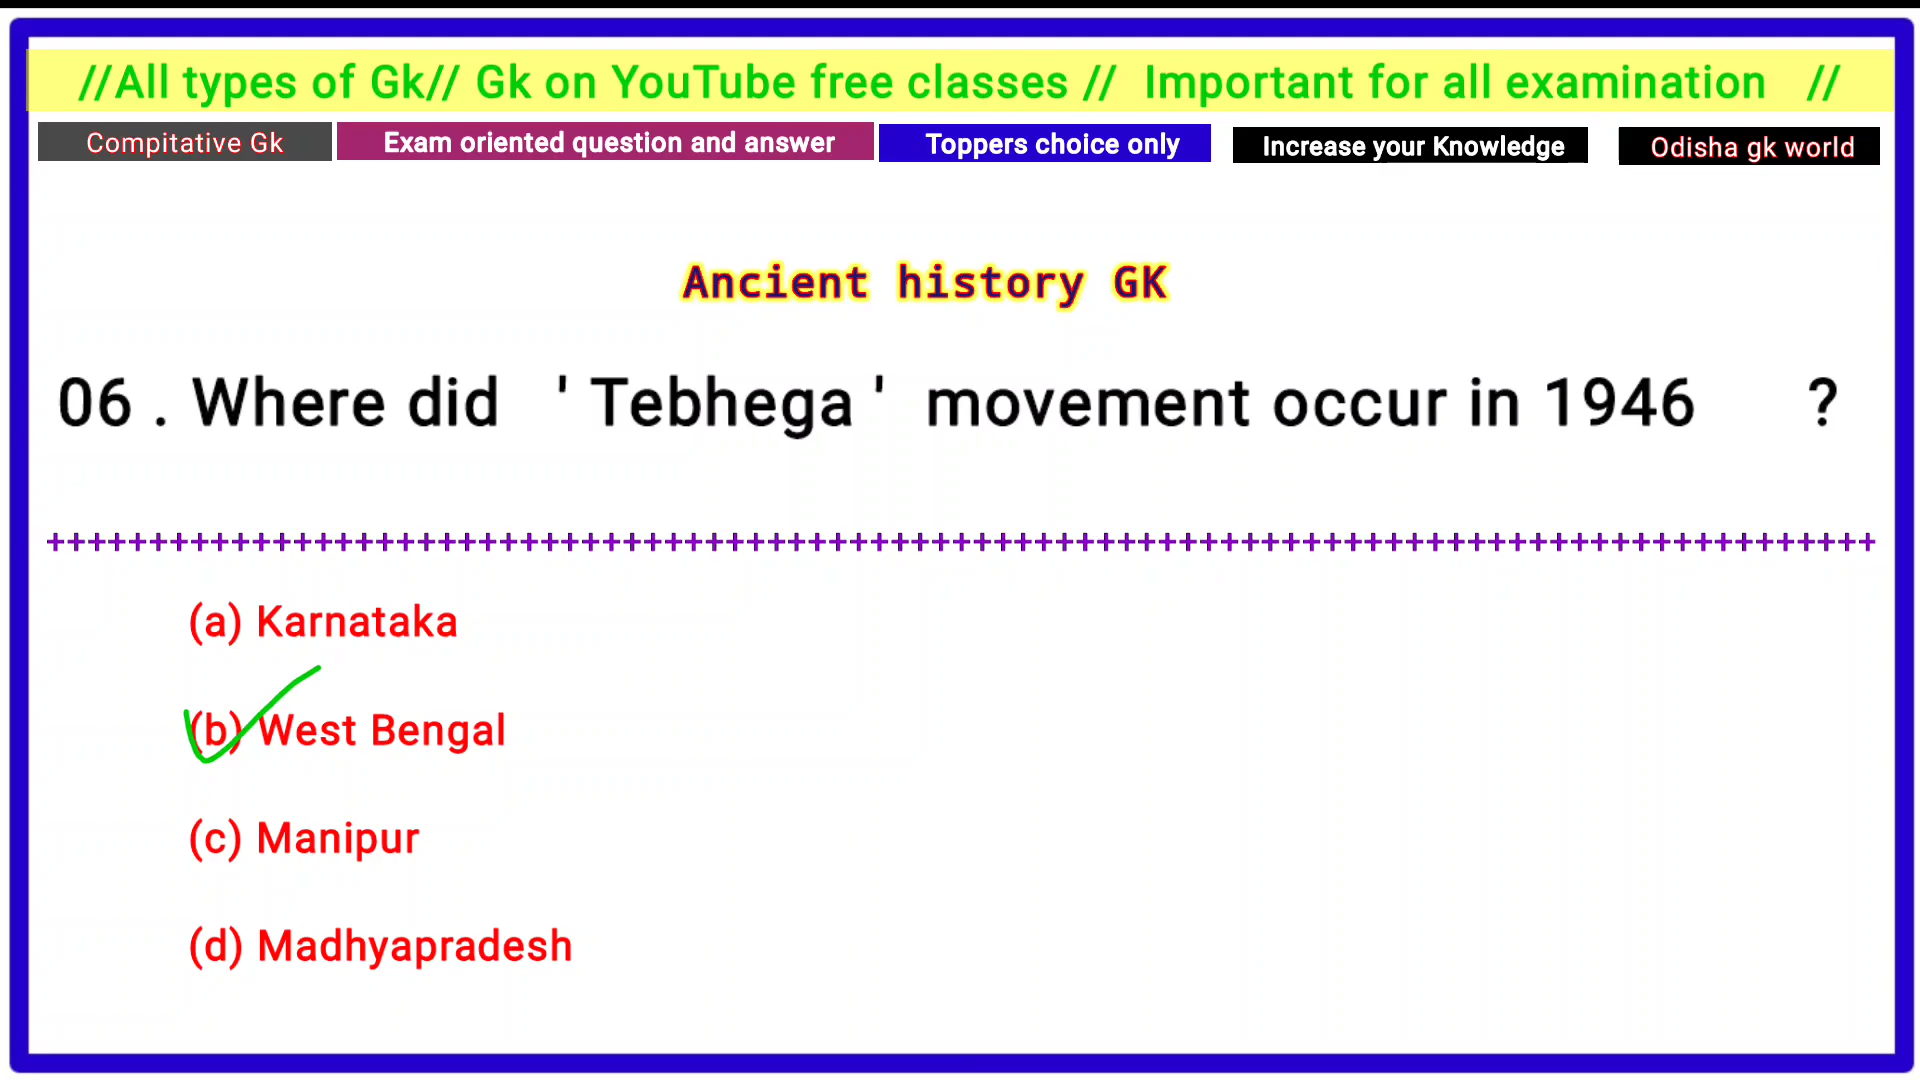 //All types of Gk// Gk on YouTube free classes // Important for all examination //
Compitative Gk Exam oriented question and answer Toppers choice only Increase your Knowledge Odisha gk world
Ancient history GK
06 . Where did ' Tebhega ' movement occur in 1946 ?
+++++++++++++++++++++++++++++++++++++++++++++++++++++++++++++++++++++++++++++++++++++++++
(a) Karnataka
(b) West Bengal
(c) Manipur
(d) Madhyapradesh